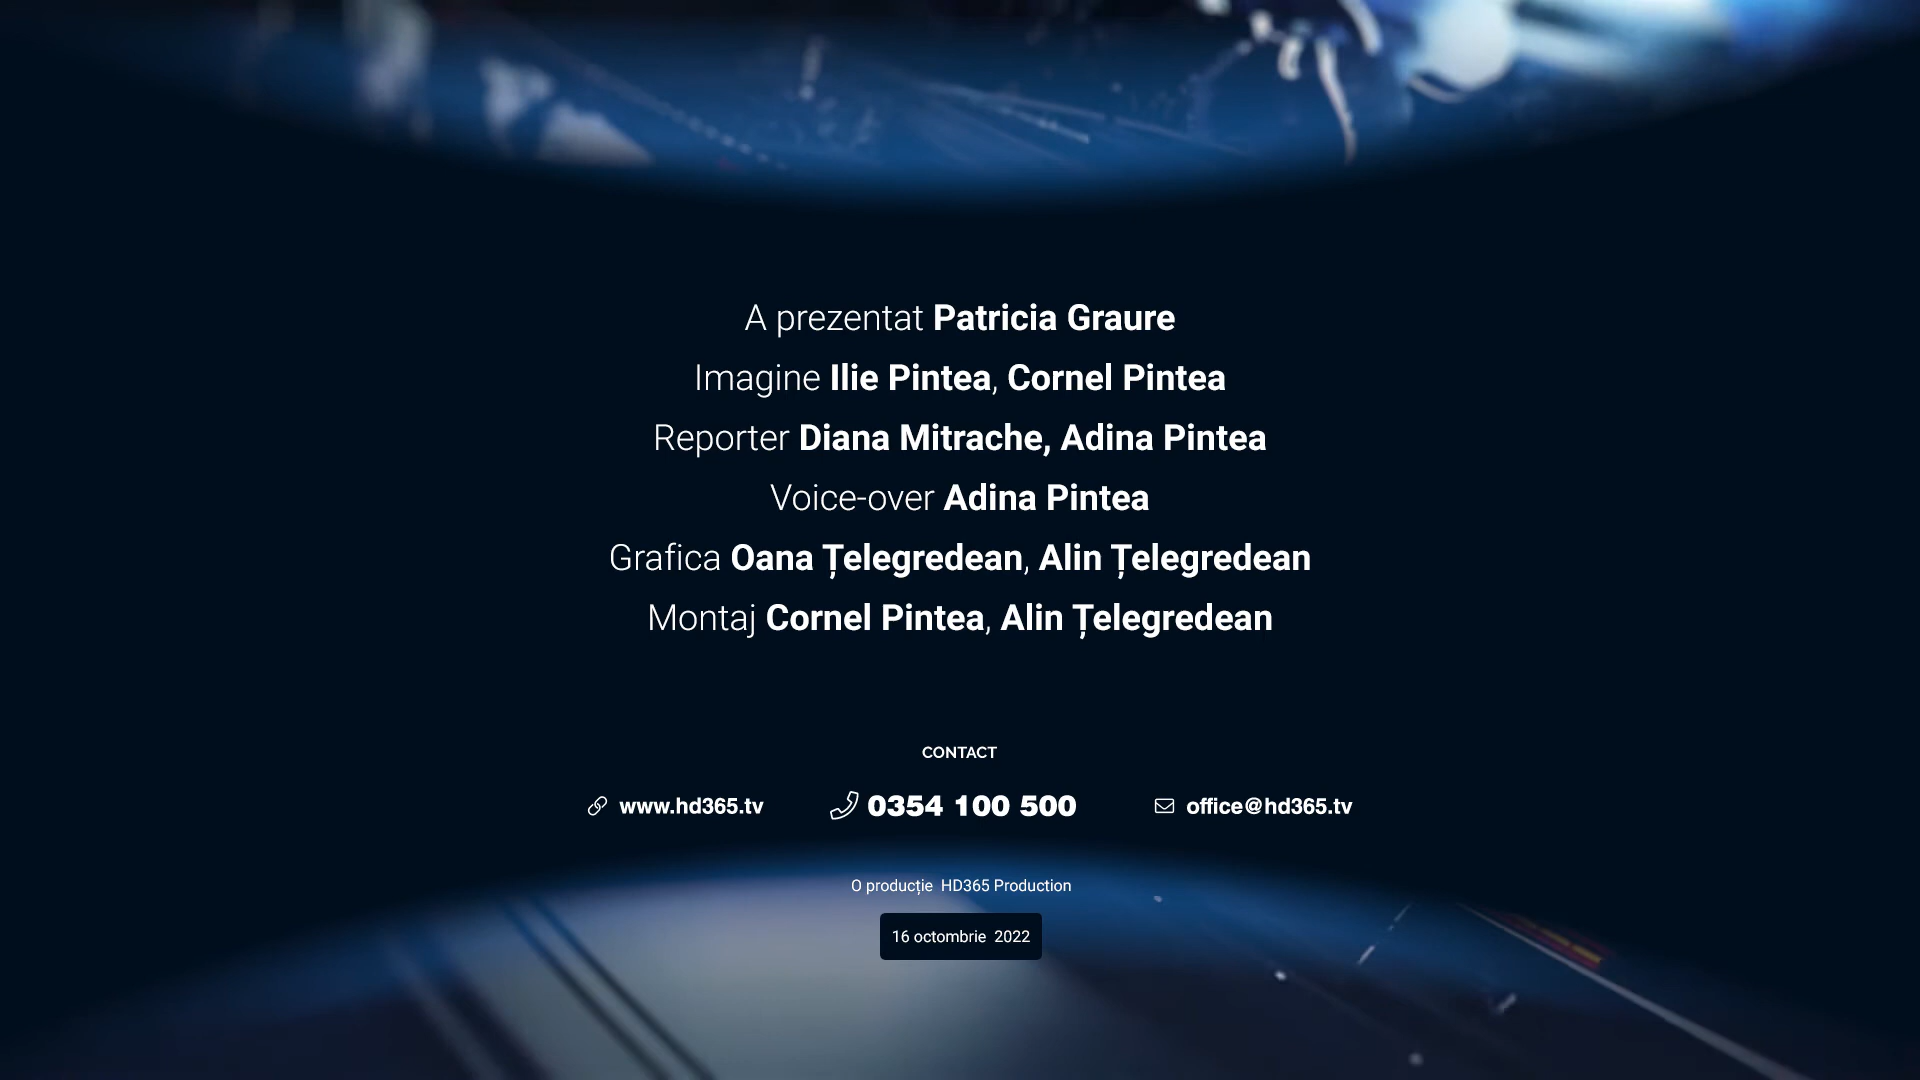 A prezentat Patricia Graure
Imagine Ilie Pintea, Cornel Pintea
Reporter Diana Mitrache, Adina Pintea
Voice-over Adina Pintea
Grafica Oana Țelegredean, Alin Țelegredean
Montaj Cornel Pintea, Alin Țelegredean
CONTACT
www.hd365.tv 0354 100 500 office@hd365.tv
O producție HD365 Production
16 octombrie 2022